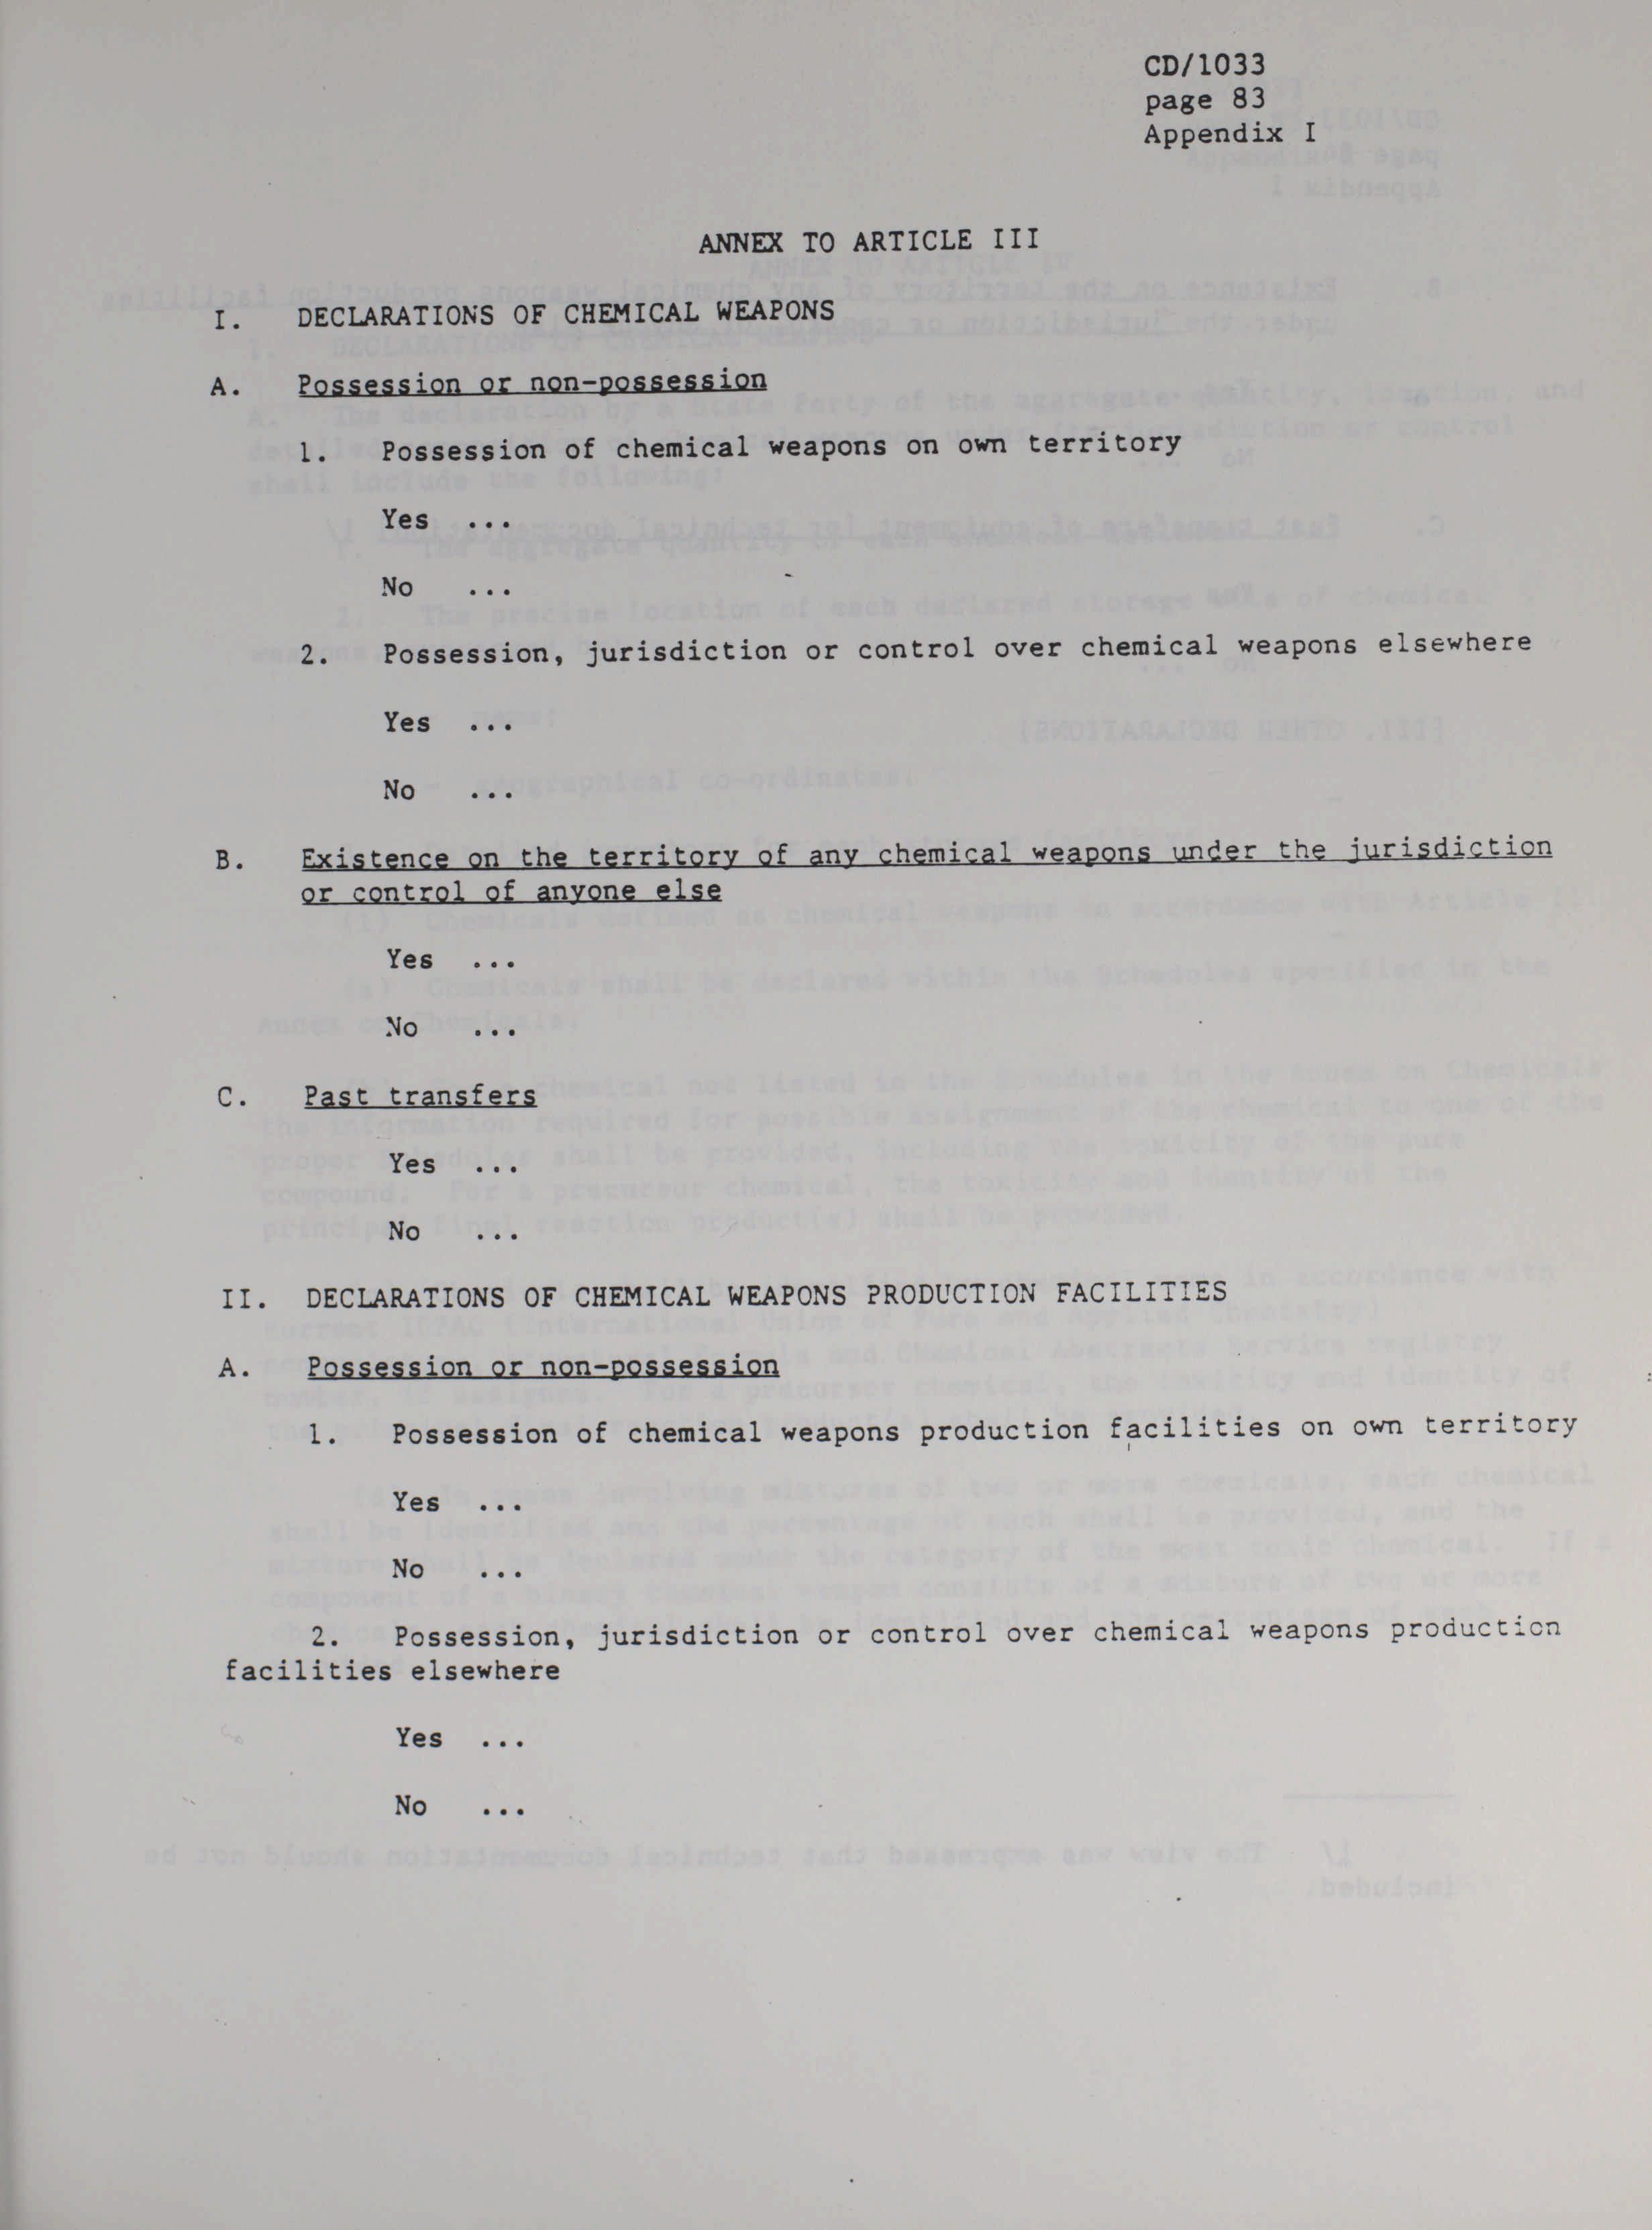 CD/1033
page 83
Appendix I
ANNEX TO ARTICLE III
I. DECLARATIONS OF CHEMICAL WEAPONS
A. Possession or non-possession
1. Possession of chemical weapons on own territory
Yes ...
No ...
2. Possession, jurisdiction or control over chemical weapons elsewhere
Yes ...
No ...
B. Existence on the territory of any chemical weapons under the jurisdiction
or control of anyone else
Yes ...
No ...
C. Past transfers
Yes ...
No ...
II. DECLARATIONS OF CHEMICAL WEAPONS PRODUCTION FACILITIES
A. Possession or non-possession
1. Possession of chemical weapons production facilities on own territory
Yes ...
No ...
2. Possession, jurisdiction or control over chemical weapons production
facilities elsewhere
Yes ...
No ...